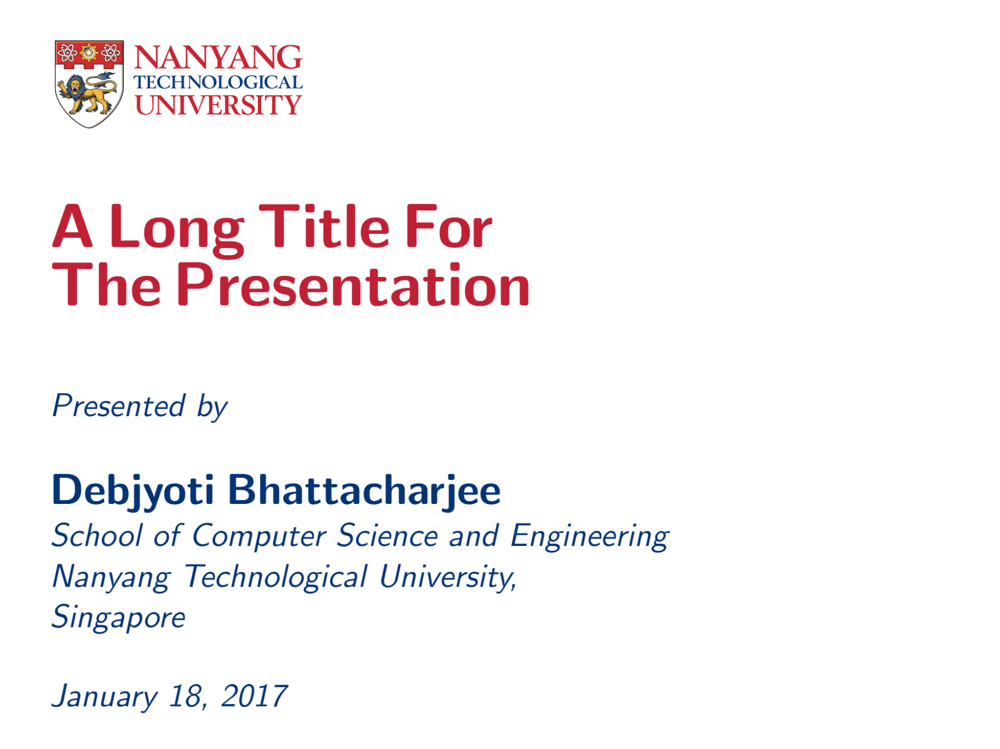 NANYANG
TECHNOLOGICAL
UNIVERSITY
A Long Title For
The Presentation
Presented by
Debjyoti Bhattacharjee
School of Computer Science and Engineering
Nanyang Technological University,
Singapore
January 18, 2017